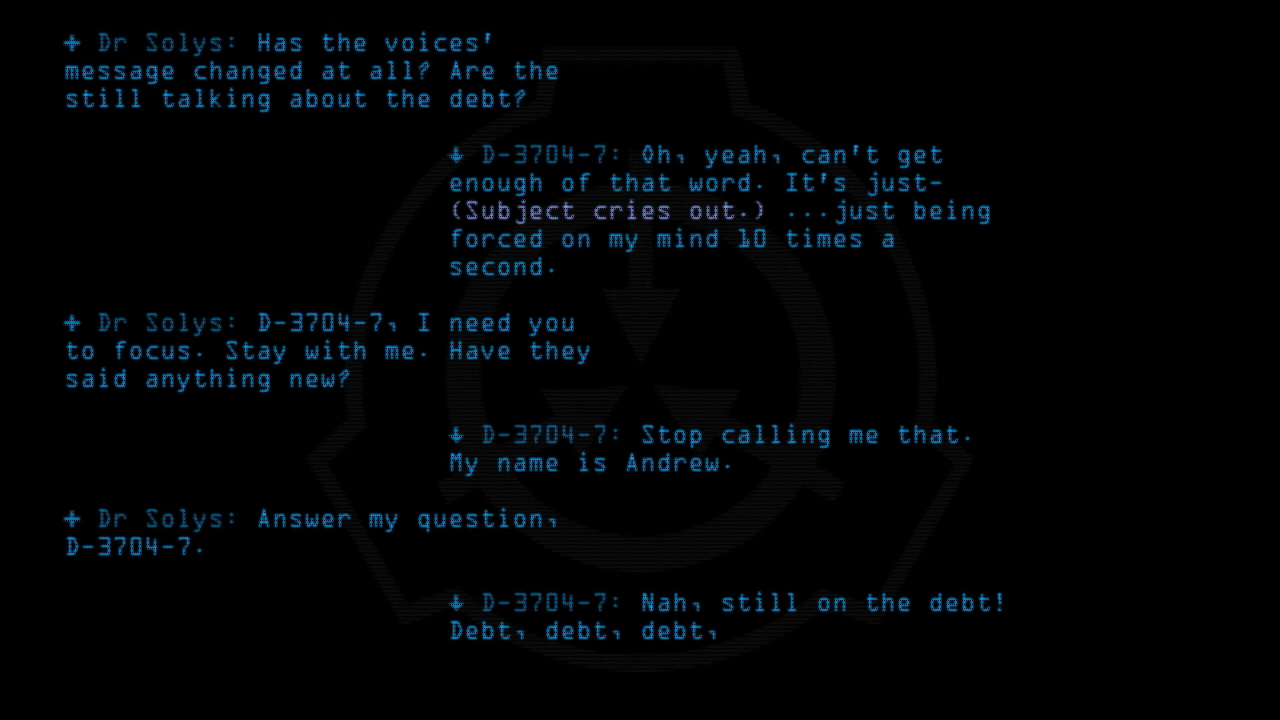 + Dr Solys: Has the voices'
message changed at all? Are the
still talking about the debt?
↓ D-3704-7: Oh, yeah, can't get
enough of that word. It's just-
(Subject cries out.) ...just being
forced on my mind 10 times a
second.
+ Dr Solys: D-3704-7, I need you
to focus. Stay with me. Have they
said anything new?
↓ D-3704-7: Stop calling me that.
My name is Andrew.
+ Dr Solys: Answer my question,
D-3704-7.
↓ D-3704-7: Nah, still on the debt!
Debt, debt, debt,